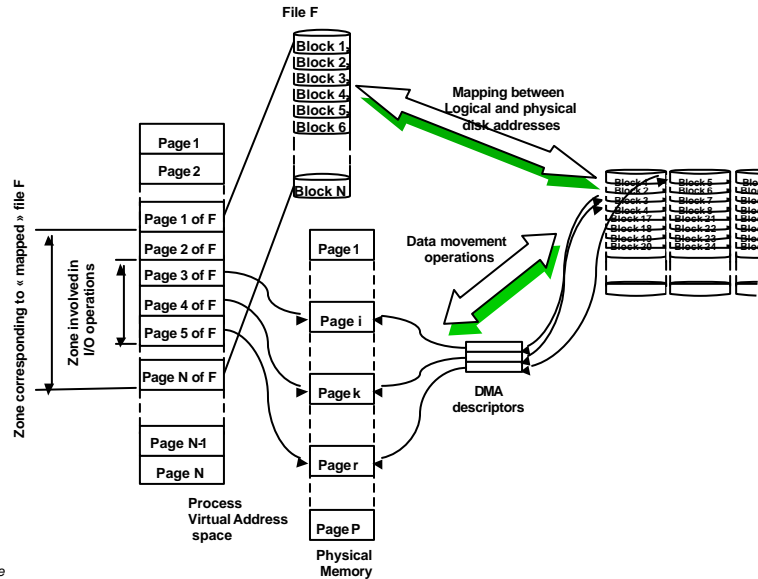 File F
Block 1
Block 2
Block 3
Block 4
Block 5
Block 6
Block N
Mapping between
Logical and physical
disk addresses
Page 1
Page 2
Page 1 of F
Page 2 of F
Page 3 of F
Page 4 of F
Page 5 of F
Page N of F
Page N-1
Page N
Zone corresponding to « mapped » file F
Zone involved in
I/O operations
Process
Virtual Address
space
Page 1
Page i
Page k
Page r
Page P
Physical
Memory
Data movement
operations
DMA
descriptors
Block 1
Block 2
Block 3
Block 4
Block 17
Block 18
Block 19
Block 20
Block 5
Block 6
Block 7
Block 8
Block 21
Block 22
Block 23
Block 24
e